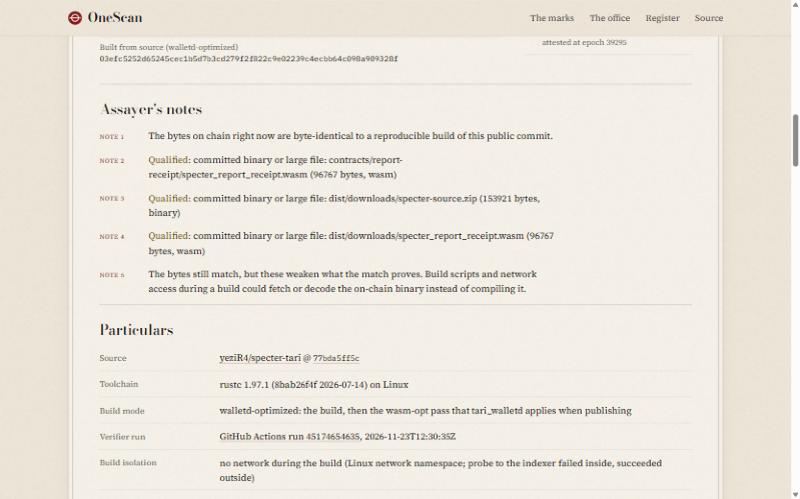 OneScan
The marks
The office
Register
Source
attested at epoch 39295
Built from source (walletd-optimized)
03efc5252d65245cec1b5d7b3cd279f2f822c9e02239c4ecbb64c098a989328f
Assayer's notes
NOTE 1
The bytes on chain right now are byte-identical to a reproducible build of this public commit.
NOTE 2
Qualified: committed binary or large file: contracts/report-
receipt/specter_report_receipt.wasm (96767 bytes, wasm)
NOTE 3
Qualified: committed binary or large file: dist/downloads/specter-source.zip (153921 bytes,
binary)
NOTE 4
Qualified: committed binary or large file: dist/downloads/specter_report_receipt.wasm (96767
bytes, wasm)
NOTE 5
The bytes still match, but these weaken what the match proves. Build scripts and network
access during a build could fetch or decode the on-chain binary instead of compiling it.
Particulars
Source
yeziR4/specter-tari @ 77bda5ff5c
Toolchain
rustc 1.97.1 (8bab26f4f 2026-07-14) on Linux
Build mode
walletd-optimized: the build, then the wasm-opt pass that tari_walletd applies when publishing
Verifier run
GitHub Actions run 45174654635, 2026-11-23T12:30:35Z
Build isolation
no network during the build (Linux network namespace; probe to the indexer failed inside, succeeded
outside)